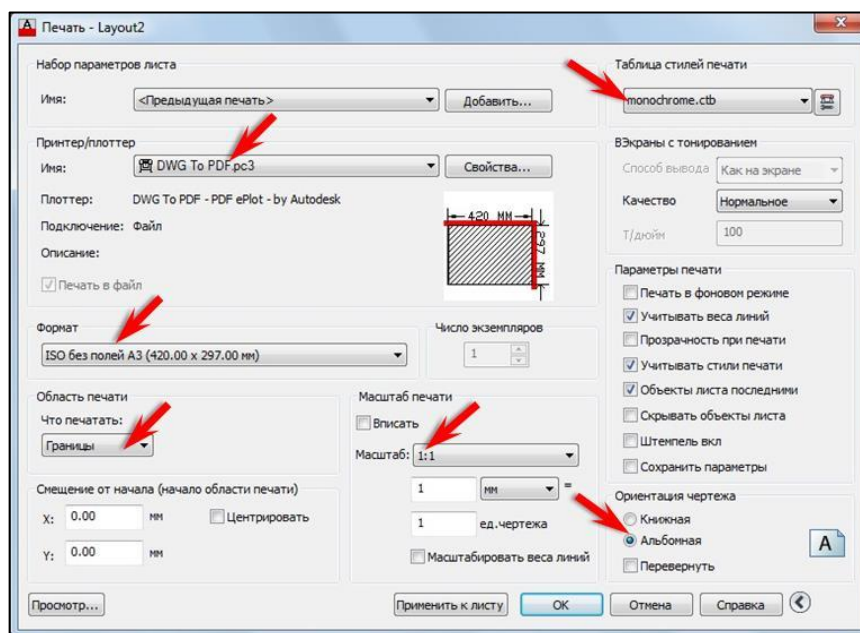 Печать - Layout2
Набор параметров листа
Имя: <Предыдущая печать> Добавить...
Таблица стилей печати
monochrome.ctb
Принтер/плоттер
Имя: DWG To PDF.pc3 Свойства...
Плоттер: DWG To PDF - PDF ePlot - by Autodesk
Подключение: Файл
Описание:
Печать в файл
420 MM
297 MM
ВЭкраны с тонированием
Способ вывода Как на экране
Качество Нормальное
Т/дюйм 100
Формат
ISO без полей A3 (420.00 x 297.00 мм)
Число экземпляров
1
Параметры печати
Печать в фоновом режиме
Учитывать веса линий
Прозрачность при печати
Учитывать стили печати
Объекты листа последними
Скрывать объекты листа
Штемпель вкл
Сохранить параметры
Область печати
Что печатать:
Границы
Масштаб печати
Вписать
Масштаб: 1:1
1 мм =
1 ед.чертежа
Масштабировать веса линий
Смещение от начала (начало области печати)
X: 0.00 мм Центрировать
Y: 0.00 мм
Ориентация чертежа
Книжная
Альбомная
Перевернуть
A
Просмотр... Применить к листу OK Отмена Справка